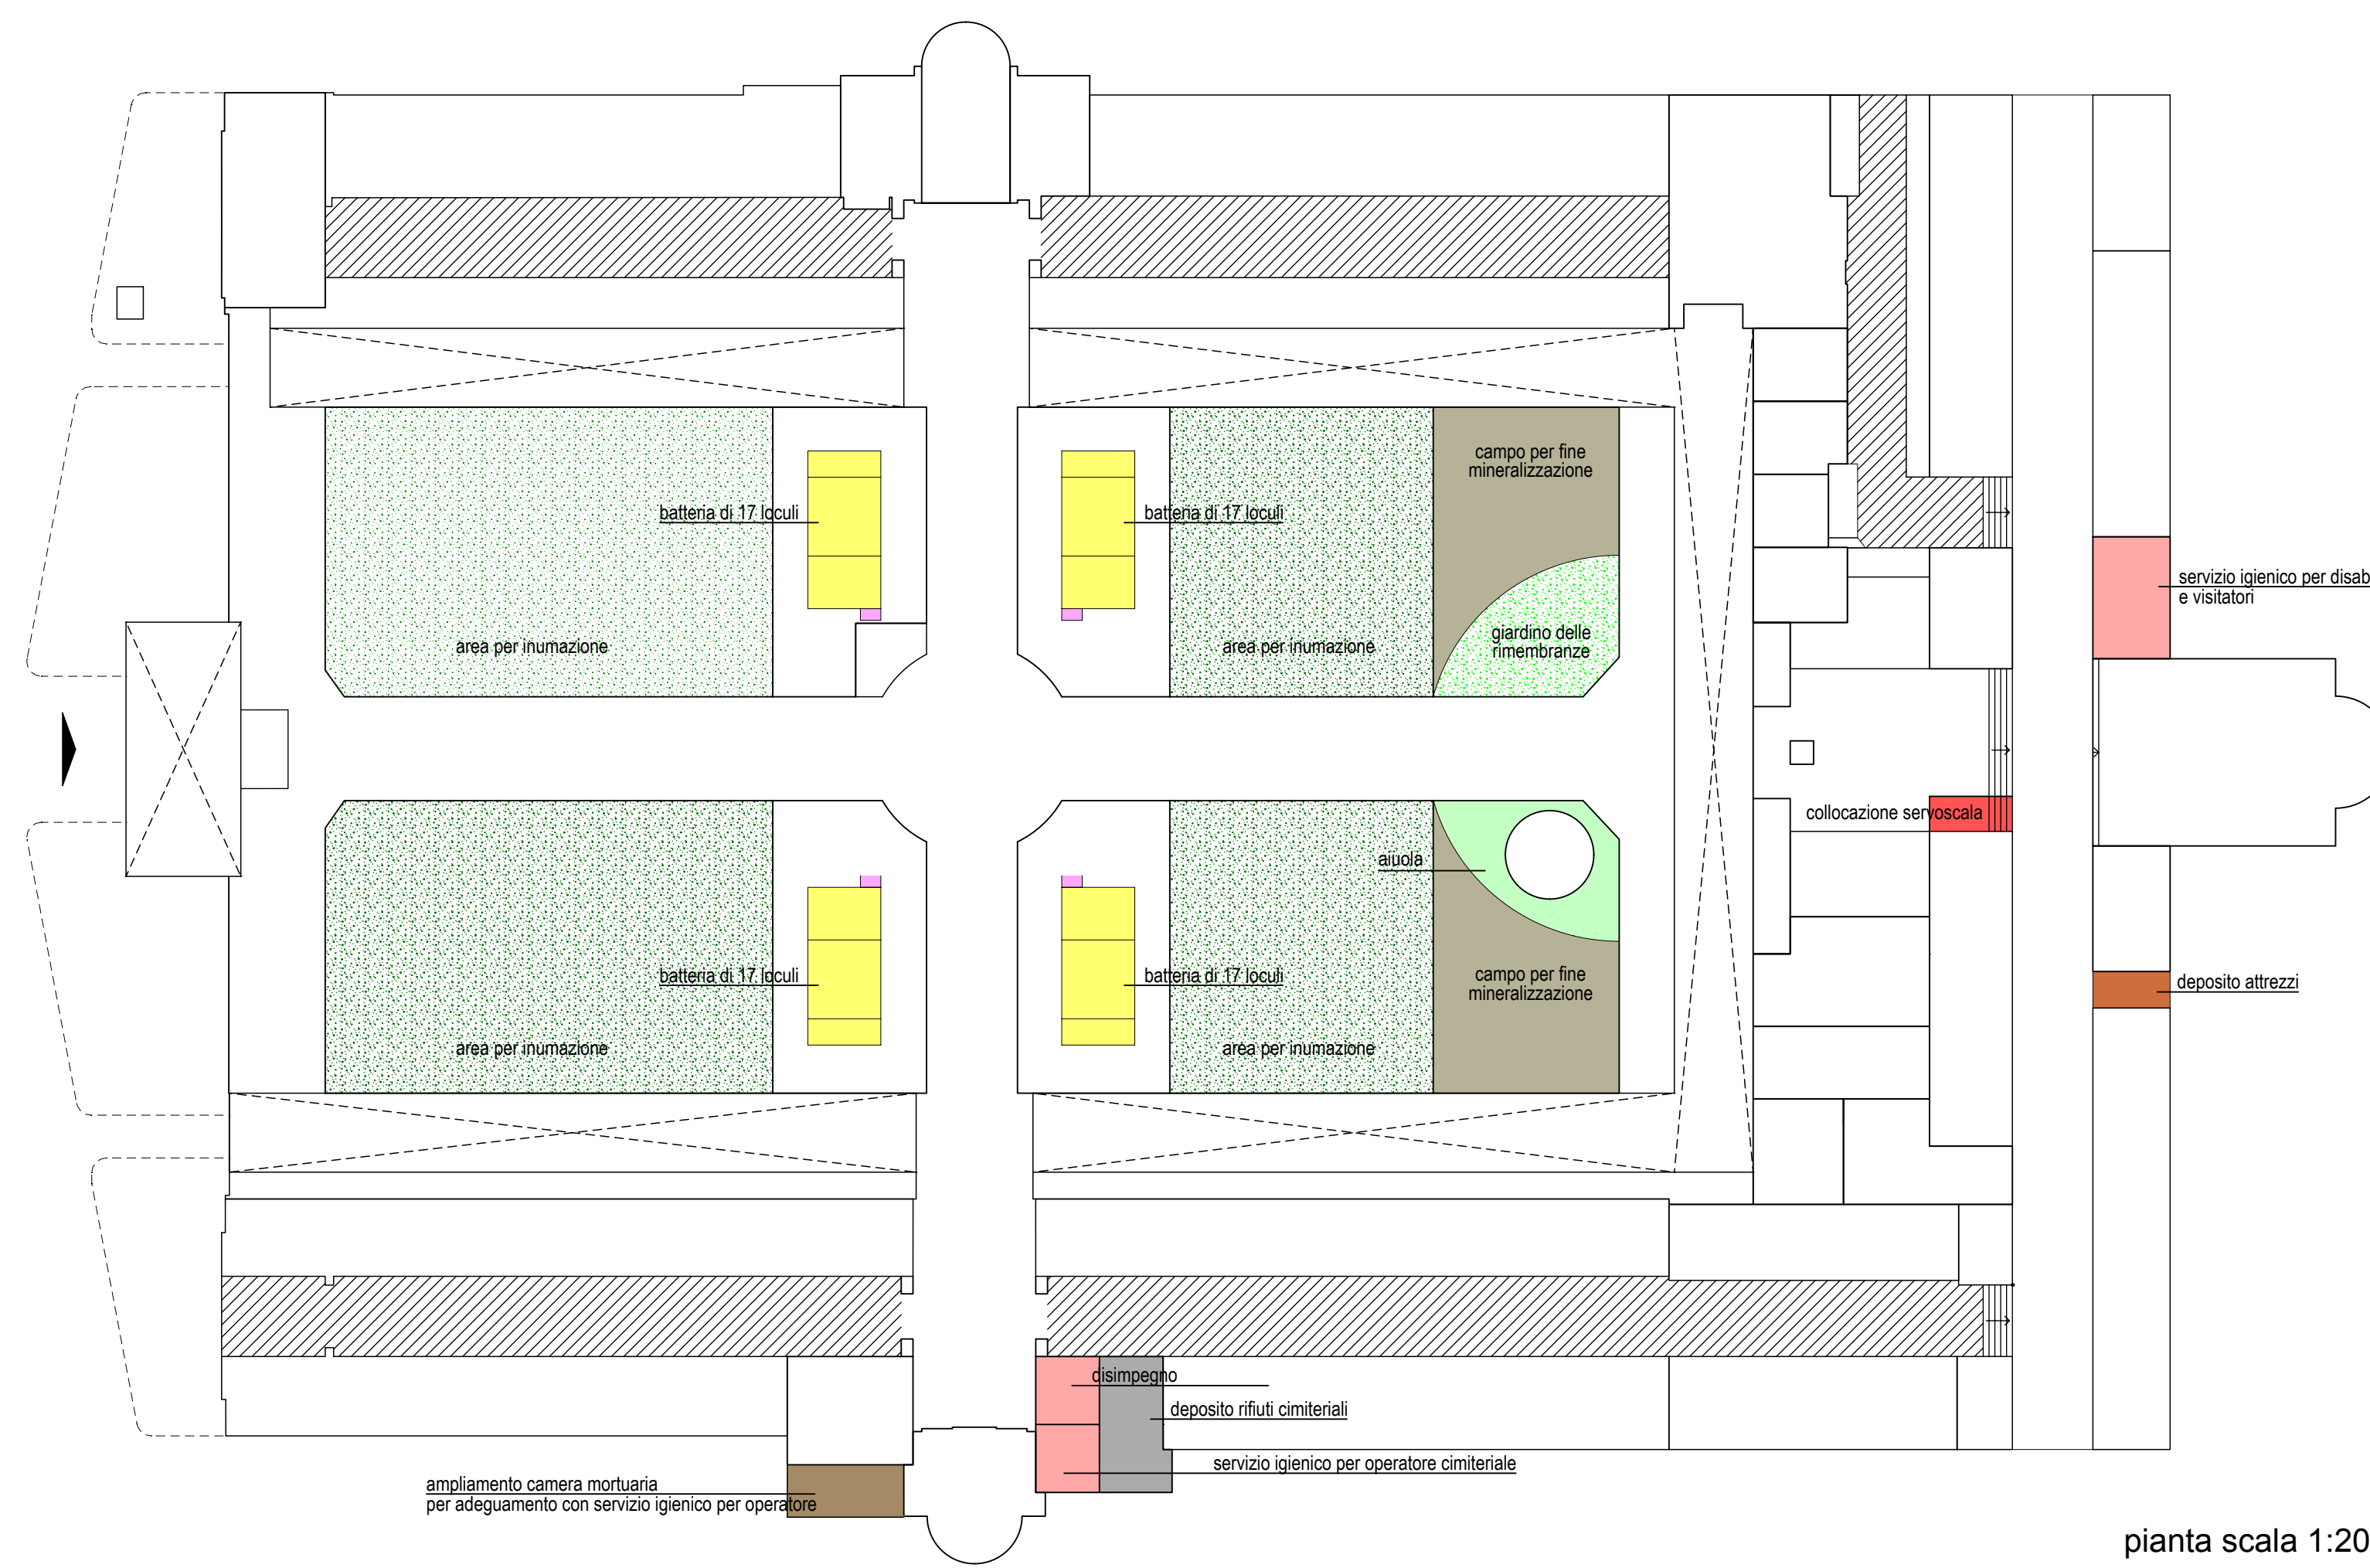 campo per fine
mineralizzazione
batteria di 17 loculi
batteria di 17 loculi
servizio igienico per disab
e visitatori
area per inumazione
area per inumazione
giardino delle
rimembranze
collocazione servoscala
aiuola
batteria di 17 loculi
batteria di 17 loculi
campo per fine
mineralizzazione
deposito attrezzi
area per inumazione
area per inumazione
disimpegno
deposito rifiuti cimiteriali
servizio igienico per operatore cimiteriale
ampliamento camera mortuaria
per adeguamento con servizio igienico per operatore
pianta scala 1:20